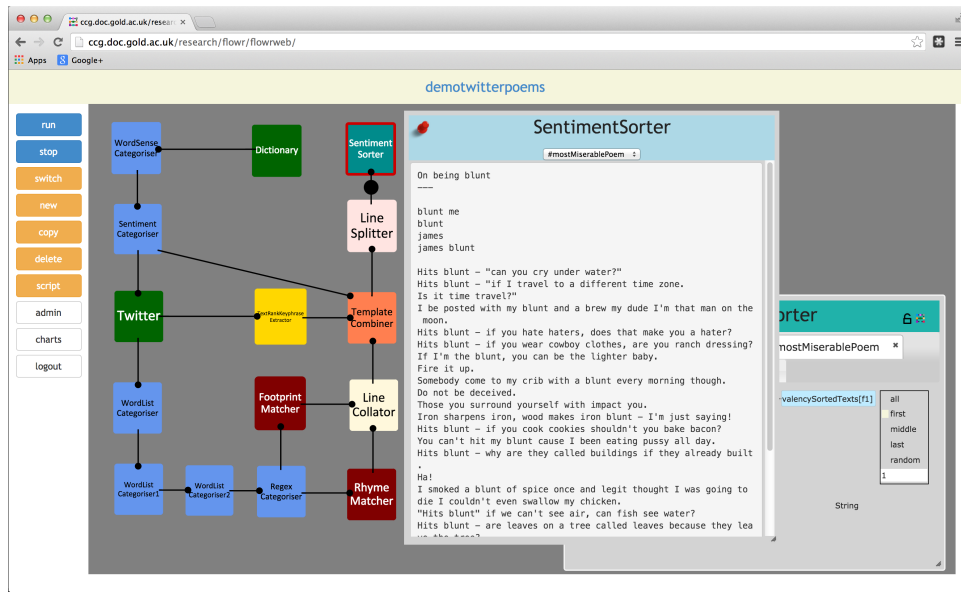 ccg.doc.gold.ac.uk/resear
ccg.doc.gold.ac.uk/research/flowr/flowrweb/
Apps
Google+
demotwitterpoems
run
stop
switch
new
copy
delete
script
admin
charts
logout
WordSense
Categoriser
Dictionary
Sentiment
Sorter
Sentiment
Categoriser
Line
Splitter
Twitter
TextRankKeyphrase
Extractor
Template
Combiner
WordList
Categoriser
Footprint
Matcher
Line
Collator
WordList
Categoriser1
WordList
Categoriser2
Regex
Categoriser
Rhyme
Matcher
SentimentSorter
#mostMiserablePoem
On being blunt
---
blunt me
blunt
james
james blunt
Hits blunt - "can you cry under water?"
Hits blunt - "if I travel to a different time zone.
Is it time travel?"
I be posted with my blunt and a brew my dude I'm that man on the
moon.
Hits blunt - if you hate haters, does that make you a hater?
Hits blunt - if you wear cowboy clothes, are you ranch dressing?
If I'm the blunt, you can be the lighter baby.
Fire it up.
Somebody come to my crib with a blunt every morning though.
Do not be deceived.
Those you surround yourself with impact you.
Iron sharpens iron, wood makes iron blunt - I'm just saying!
Hits blunt - if you cook cookies shouldn't you bake bacon?
You can't hit my blunt cause I been eating pussy all day.
Hits blunt - why are they called buildings if they already built
.
Ha!
I smoked a blunt of spice once and legit thought I was going to
die I couldn't even swallow my chicken.
"Hits blunt" if we can't see air, can fish see water?
Hits blunt - are leaves on a tree called leaves because they lea
ve the tree?
orter
mostMiserablePoem
valencySortedTexts[f1]
all
first
middle
last
random
1
String